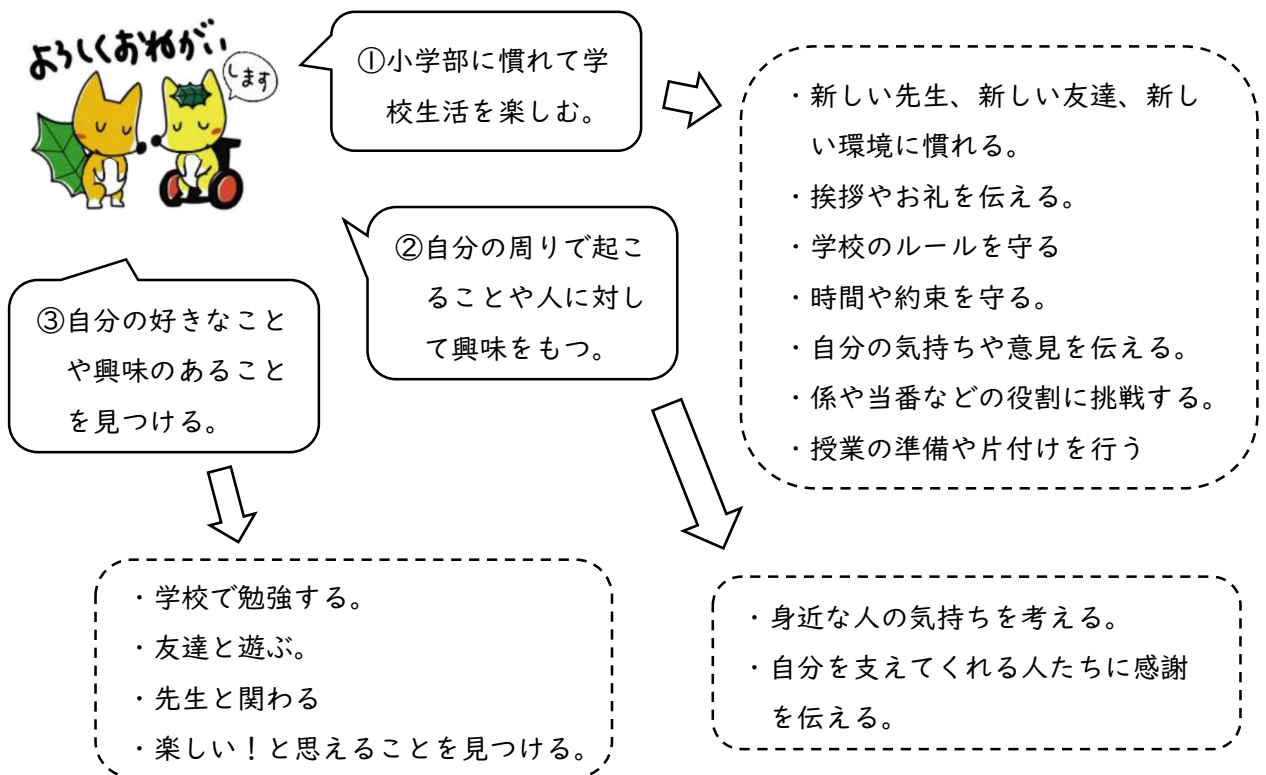 よろしくおねがい
します
①小学部に慣れて学
校生活を楽しむ。
・新しい先生、新しい友達、新し
い環境に慣れる。
・挨拶やお礼を伝える。
・学校のルールを守る
・時間や約束を守る。
・自分の気持ちや意見を伝える。
・係や当番などの役割に挑戦する。
・授業の準備や片付けを行う
②自分の周りで起こ
ることや人に対し
て興味をもつ。
③自分の好きなこと
や興味のあること
を見つける。
・学校で勉強する。
・友達と遊ぶ。
・先生と関わる
・楽しい！と思えることを見つける。
・身近な人の気持ちを考える。
・自分を支えてくれる人たちに感謝
を伝える。